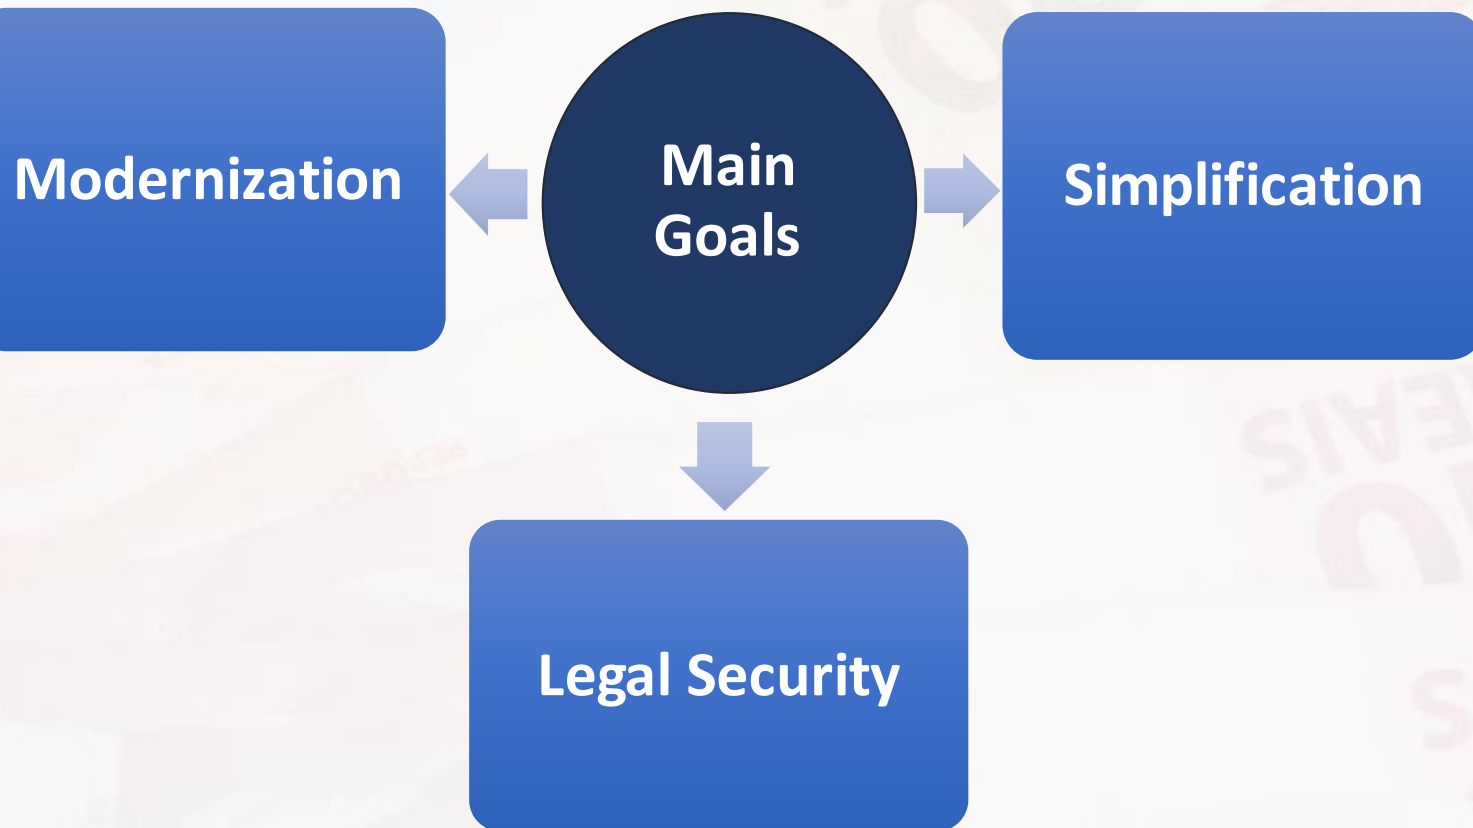 Modernization
Main
Goals
Simplification
Legal Security